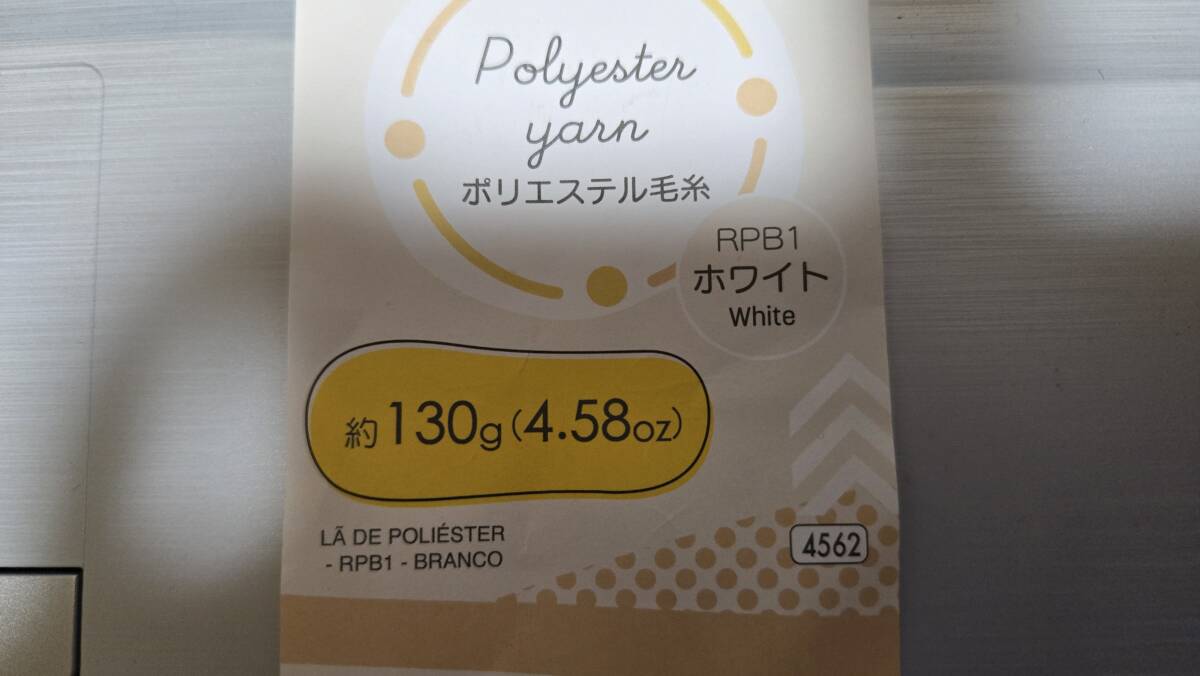 Polyester
yarn
ポリエステル毛糸
RPB1
ホワイト
White
約130g(4.58oz)
LÃ DE POLIÉSTER
- RPB1 - BRANCO
4562